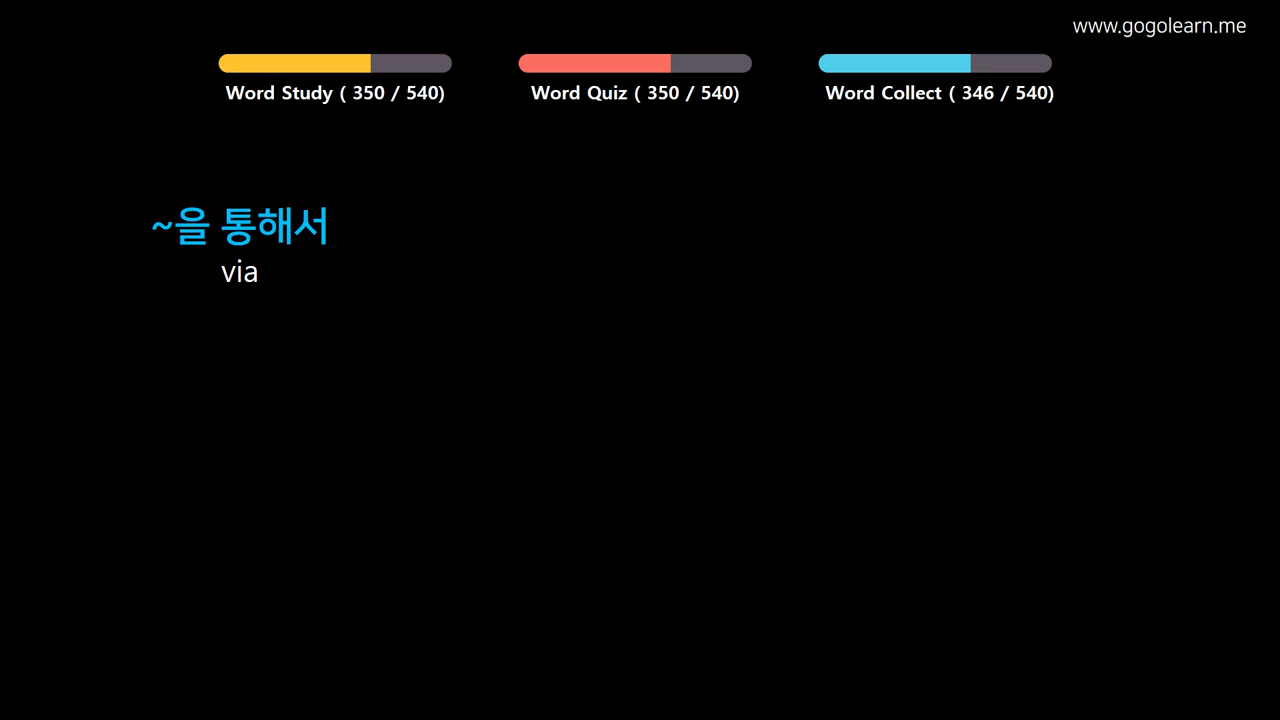 www.gogolearn.me
Word Study ( 350 / 540)
Word Quiz ( 350 / 540)
Word Collect ( 346 / 540)
~을 통해서
via